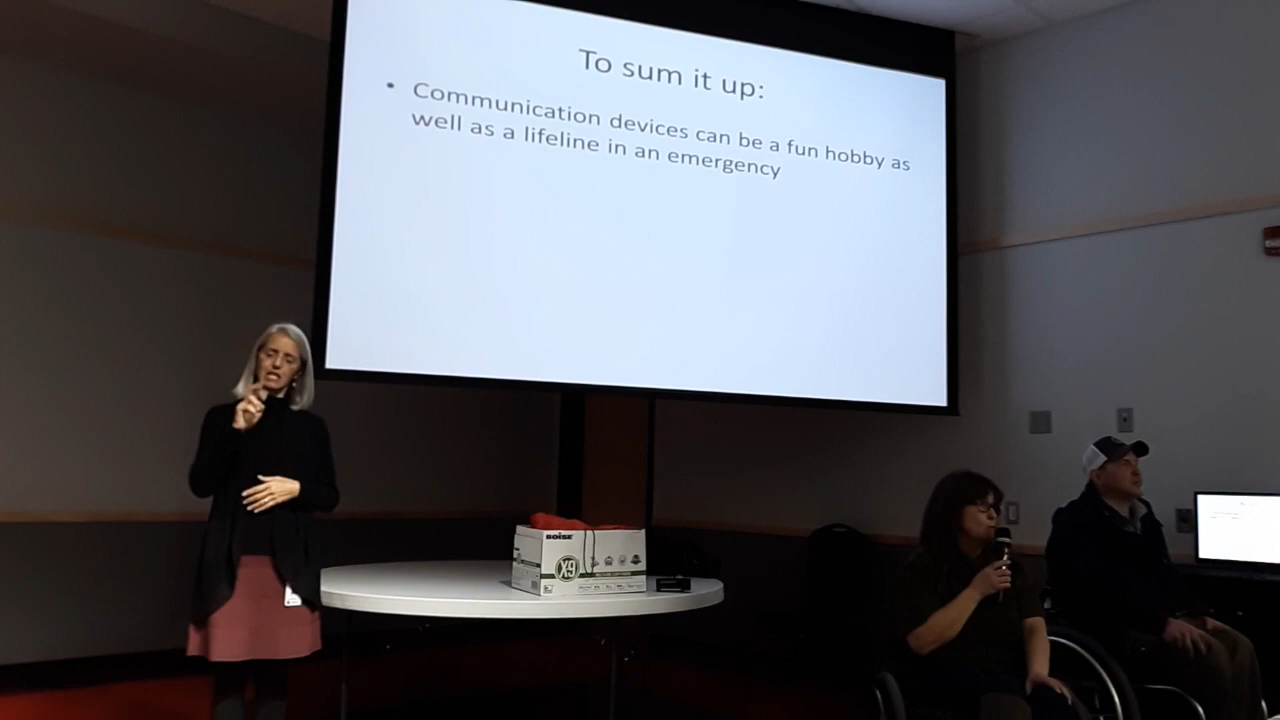 To sum it up:
• Communication devices can be a fun hobby as
well as a lifeline in an emergency
BOISE
X9